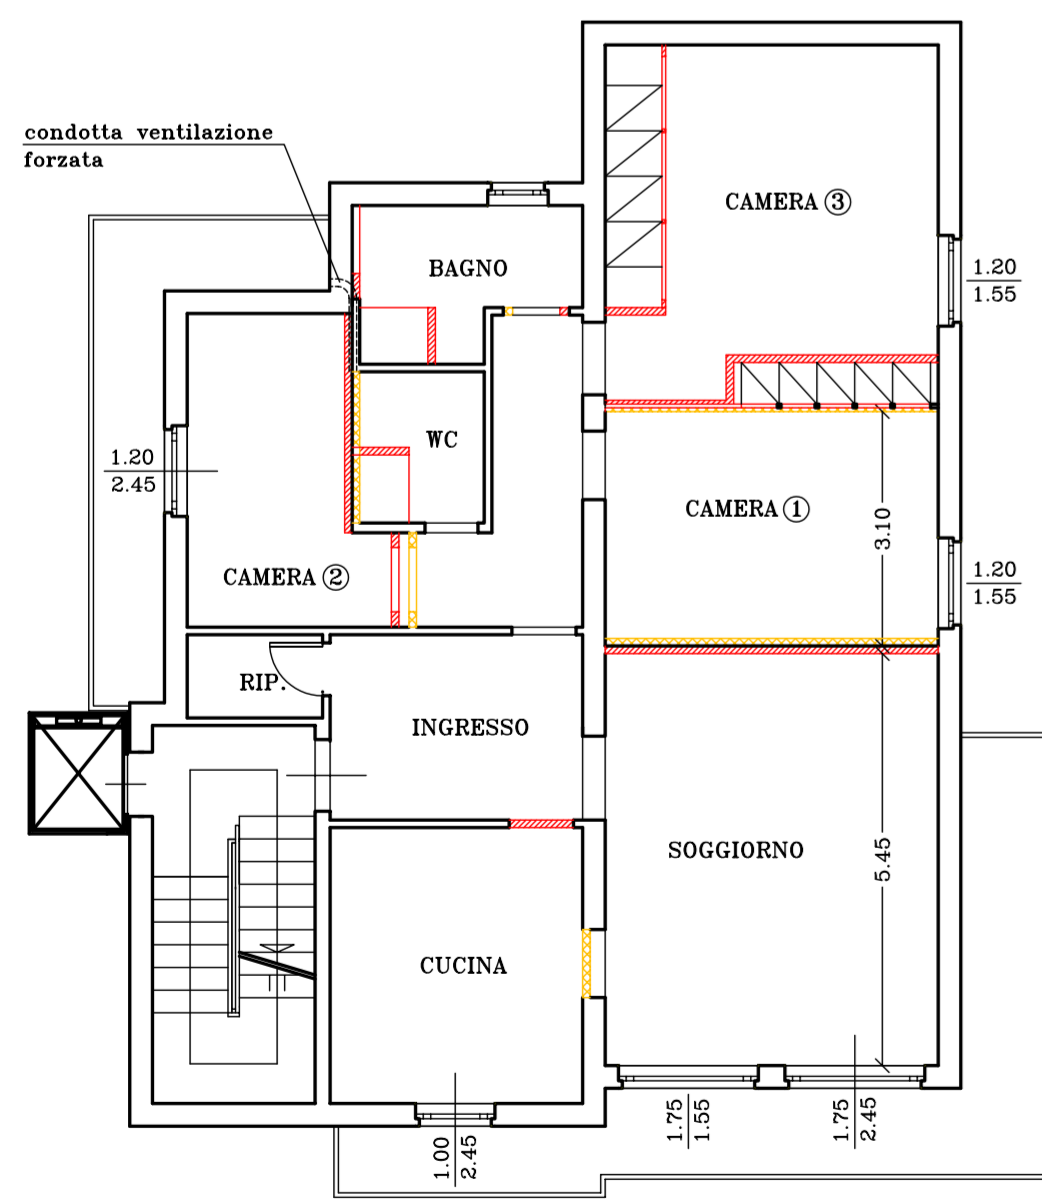 condotta ventilazione
forzata
CAMERA 3
BAGNO
1.20
1.55
WC
1.20
2.45
CAMERA 1
3.10
CAMERA 2
1.20
1.55
RIP.
INGRESSO
SOGGIORNO
5.45
CUCINA
1.00
2.45
1.75
1.55
1.75
2.45